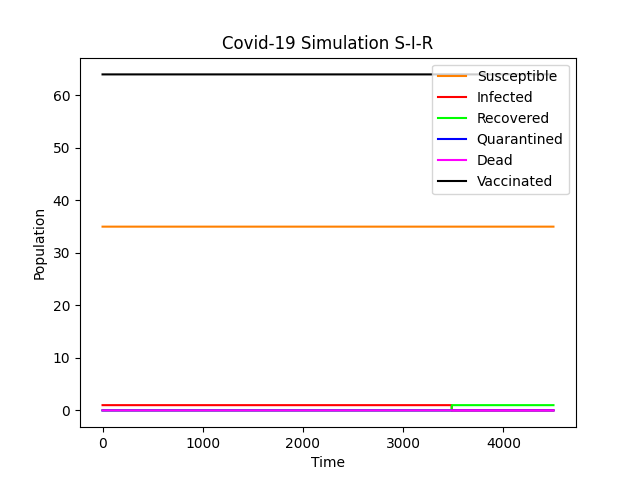 Covid-19 Simulation S-I-R
Susceptible
Infected
Recovered
Quarantined
Dead
Vaccinated
Population
60
50
40
30
20
10
0
0 1000 2000 3000 4000
Time